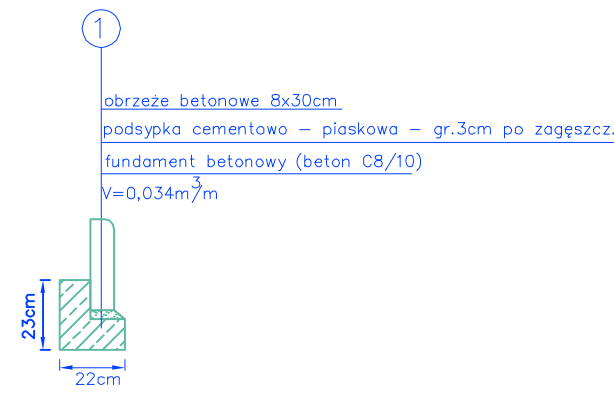 1
obrzeże betonowe 8x30cm
podsypka cementowo – piaskowa – gr.3cm po zagęszcz.
fundament betonowy (beton C8/10)
V=0,034m³/m
23cm
22cm